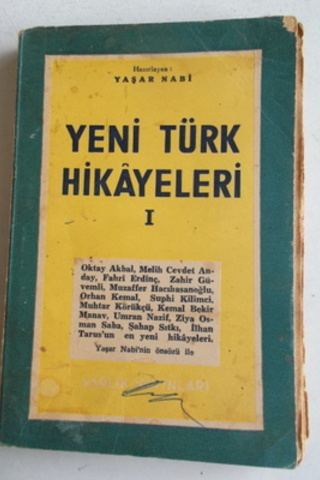 Hazırlayan :
YAŞAR NABİ
YENİ TÜRK
HİKÂYELERİ
I
Oktay Akbal, Melih Cevdet An-
day, Fahri Erdinç, Zahir Gü-
vemli, Muzaffer Hacıhasanoğlu,
Orhan Kemal, Suphi Kilimci,
Muhtar Körükçü, Kemal Bekir
Manav, Umran Nazif, Ziya Os-
man Saba, Şahap Sıtkı, İlhan
Tarus'un en yeni hikâyeleri.
Yaşar Nabi'nin önsözü ile
VARLIK YAYINLARI